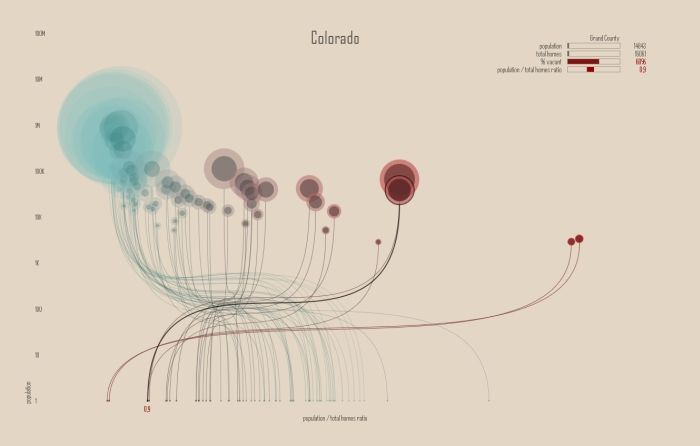 Colorado
Grand County
population 14843
total homes 16061
% vacant 61%
population / total homes ratio 0.9
100M
10M
1M
100K
10K
1K
100
10
1
population
0.9
population / total homes ratio